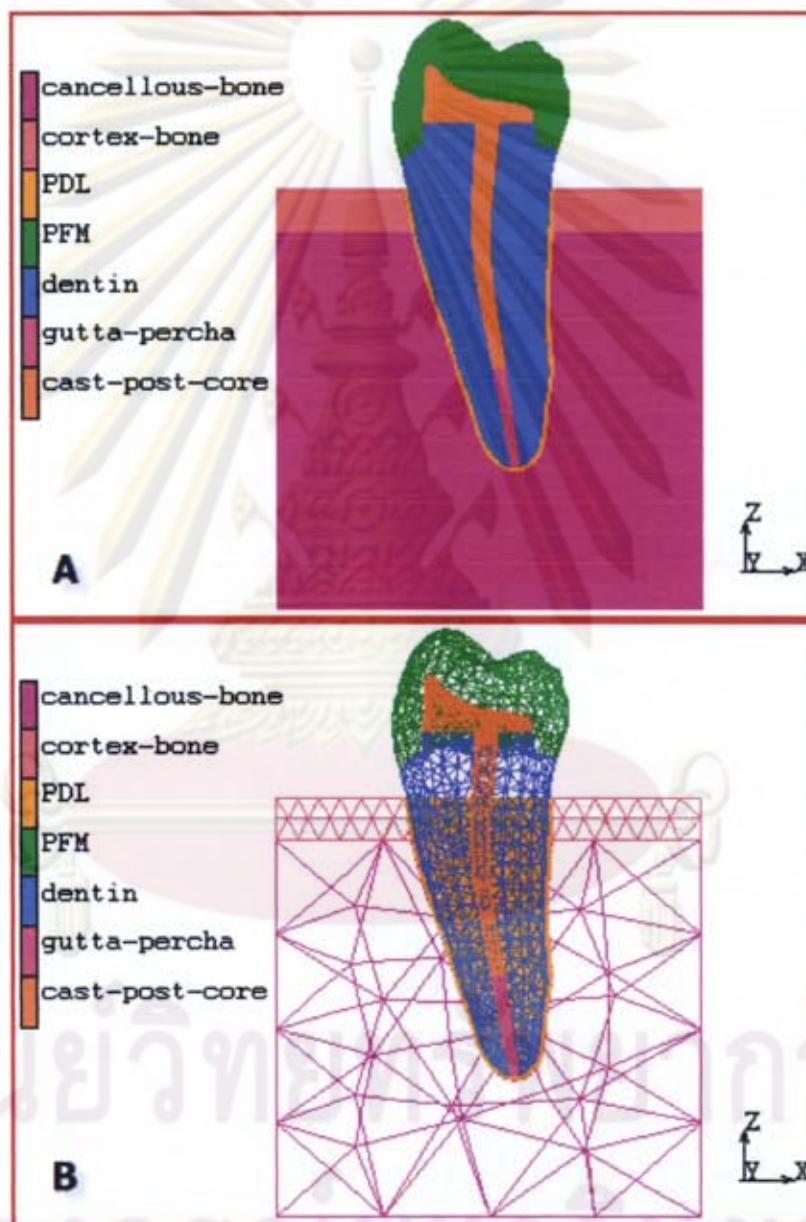 cancellous-bone
cortex-bone
PDL
PFM
dentin
gutta-percha
cast-post-core
A
Z
Y X
cancellous-bone
cortex-bone
PDL
PFM
dentin
gutta-percha
cast-post-core
B
Z
Y X